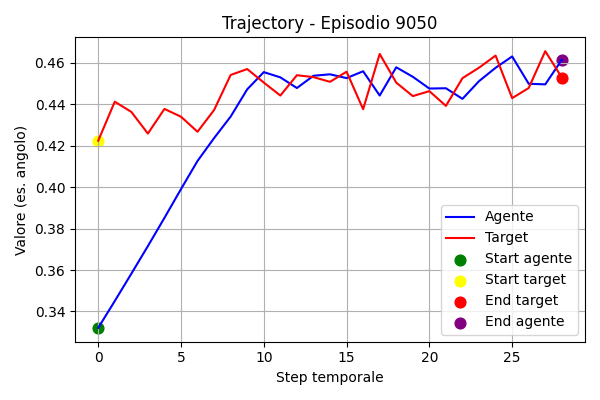 Trajectory - Episodio 9050
Valore (es. angolo)
0.46
0.44
0.42
0.40
0.38
0.36
0.34
0
5
10
15
20
25
Step temporale
Agente
Target
Start agente
Start target
End target
End agente